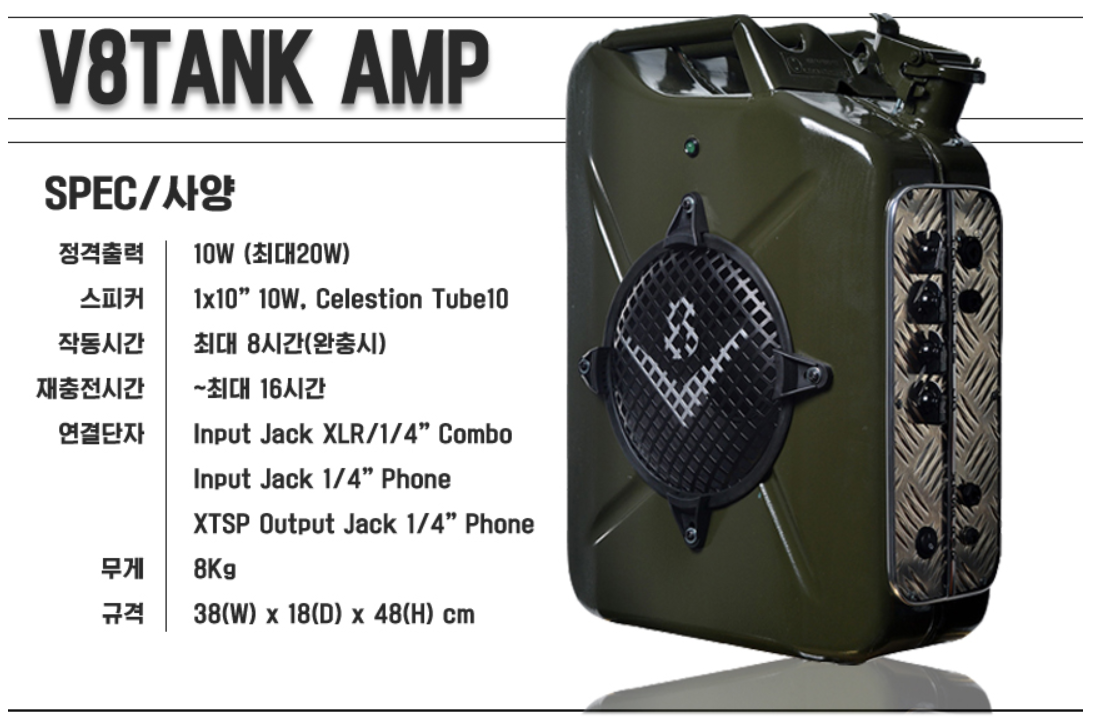 V8TANK AMP
SPEC/사양
정격출력 10W (최대20W)
스피커 1x10” 10W, Celestion Tube10
작동시간 최대 8시간(완충시)
재충전시간 ~최대 16시간
연결단자 Input Jack XLR/1/4” Combo
Input Jack 1/4” Phone
XTSP Output Jack 1/4” Phone
무게 8Kg
규격 38(W) x 18(D) x 48(H) cm
8
V